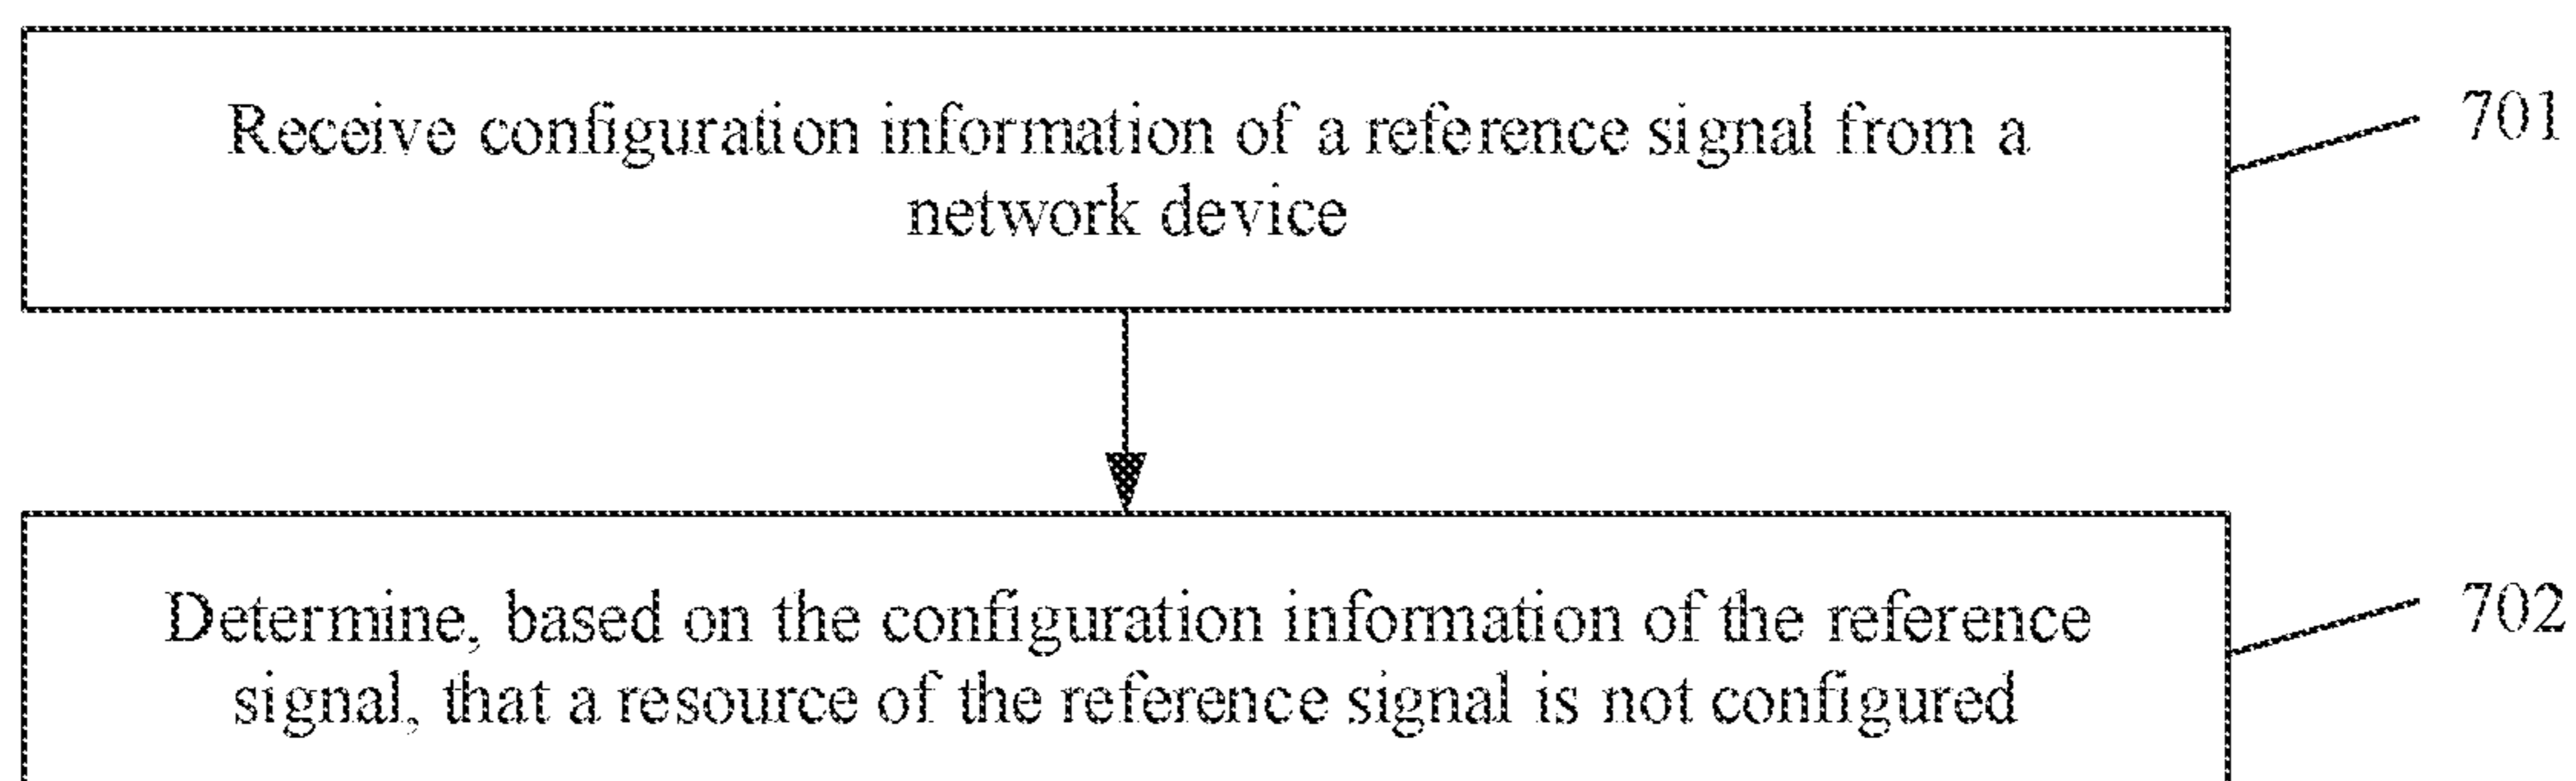 Receive configuration information of a reference signal from a
network device
701
Determine, based on the configuration information of the reference
signal, that a resource of the reference signal is not configured
702